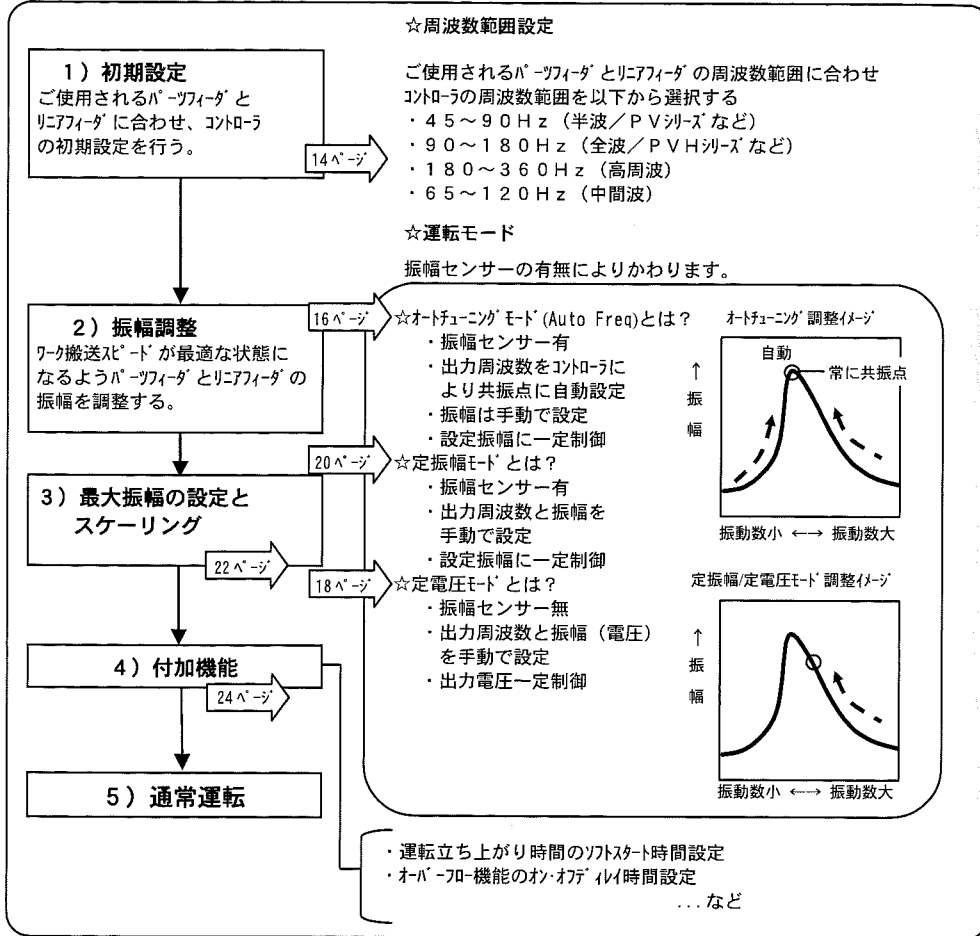 1）初期設定
ご使用されるﾊﾟｰﾂﾌｨｰﾀﾞと
ﾘﾆｱﾌｨｰﾀﾞに合わせ、ｺﾝﾄﾛｰﾗ
の初期設定を行う。
14ﾍﾟｰｼﾞ
☆周波数範囲設定
ご使用されるﾊﾟｰﾂﾌｨｰﾀﾞとﾘﾆｱﾌｨｰﾀﾞの周波数範囲に合わせ
ｺﾝﾄﾛｰﾗの周波数範囲を以下から選択する
・45～90Hz（半波／PVｼﾘｰｽﾞなど）
・90～180Hz（全波／PVHｼﾘｰｽﾞなど）
・180～360Hz（高周波）
・65～120Hz（中間波）
☆運転モード
振幅センサーの有無によりかわります。
2）振幅調整
ﾜｰｸ搬送ｽﾋﾟｰﾄﾞが最適な状態に
なるようﾊﾟｰﾂﾌｨｰﾀﾞとﾘﾆｱﾌｨｰﾀﾞの
振幅を調整する。
16ﾍﾟｰｼﾞ
☆ｵｰﾄﾁｭｰﾆﾝｸﾞﾓｰﾄﾞ(Auto Freq)とは？
・振幅センサー有
・出力周波数をｺﾝﾄﾛｰﾗに
より共振点に自動設定
・振幅は手動で設定
・設定振幅に一定制御
20ﾍﾟｰｼﾞ
☆定振幅ﾓｰﾄﾞとは？
・振幅センサー有
・出力周波数と振幅を
手動で設定
・設定振幅に一定制御
3）最大振幅の設定と
スケーリング
22ﾍﾟｰｼﾞ
18ﾍﾟｰｼﾞ
☆定電圧ﾓｰﾄﾞとは？
・振幅センサー無
・出力周波数と振幅（電圧）
を手動で設定
・出力電圧一定制御
ｵｰﾄﾁｭｰﾆﾝｸﾞ調整ｲﾒｰｼﾞ
自動
常に共振点
↑
振
幅
振動数小 ←→ 振動数大
定振幅/定電圧ﾓｰﾄﾞ調整ｲﾒｰｼﾞ
↑
振
幅
振動数小 ←→ 振動数大
4）付加機能
24ﾍﾟｰｼﾞ
5）通常運転
・運転立ち上がり時間のｿﾌﾄｽﾀｰﾄ時間設定
・ｵｰﾊﾞｰﾌﾛｰ機能のｵﾝ･ｵﾌﾃﾞｨﾚｲ時間設定
...など